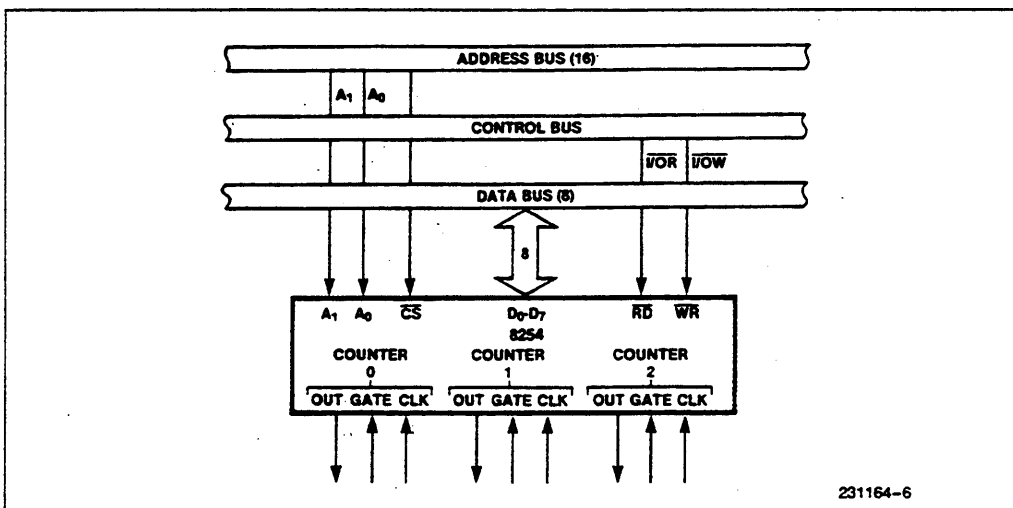 ADDRESS BUS (16)
A1 A0
CONTROL BUS
I/OR I/OW
DATA BUS (8)
8
A1 A0 CS D0-D7 RD WR
8254
COUNTER COUNTER COUNTER
0 1 2
OUT GATE CLK OUT GATE CLK OUT GATE CLK
231164-6